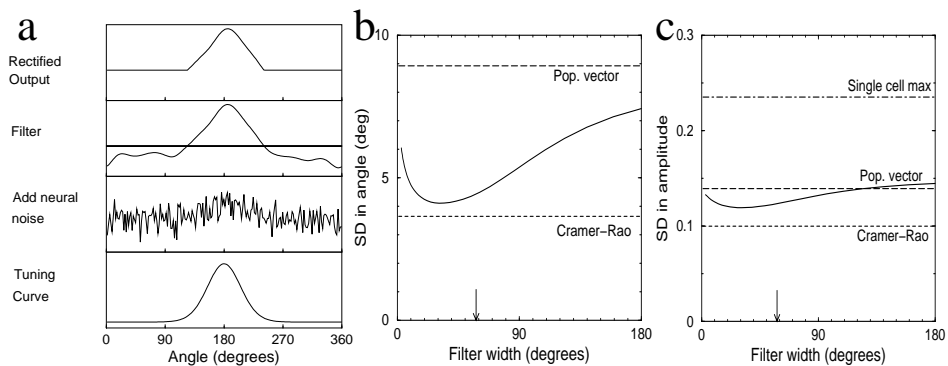 a
Rectified
Output
Filter
Add neural
noise
Tuning
Curve
0 90 180 270 360
Angle (degrees)
b
10
5
0
SD in angle (deg)
Pop. vector
Cramer−Rao
0 90 180
Filter width (degrees)
c
0.3
0.2
0.1
0
SD in amplitude
Single cell max
Pop. vector
Cramer−Rao
0 90 180
Filter width (degrees)